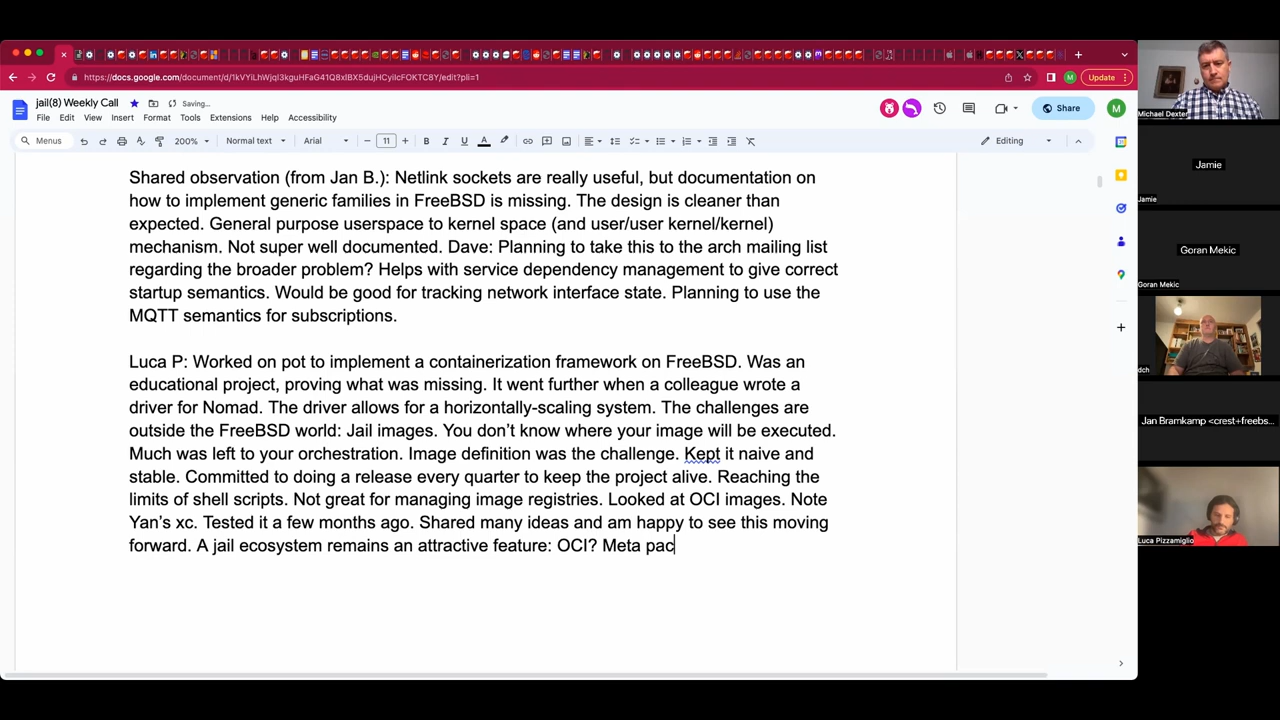 https://docs.google.com/document/d/1kVYiLhWjql3kguHFaG41Q8xlBX5dujHCyilcFOKTC8Y/edit?pli=1
M
Update
jail(8) Weekly Call
Saving...
File Edit View Insert Format Tools Extensions Help Accessibility
Share
M
Menus
200%
Normal text
Arial
11
B I U A
Editing
Shared observation (from Jan B.): Netlink sockets are really useful, but documentation on
how to implement generic families in FreeBSD is missing. The design is cleaner than
expected. General purpose userspace to kernel space (and user/user kernel/kernel)
mechanism. Not super well documented. Dave: Planning to take this to the arch mailing list
regarding the broader problem? Helps with service dependency management to give correct
startup semantics. Would be good for tracking network interface state. Planning to use the
MQTT semantics for subscriptions.
Luca P: Worked on pot to implement a containerization framework on FreeBSD. Was an
educational project, proving what was missing. It went further when a colleague wrote a
driver for Nomad. The driver allows for a horizontally-scaling system. The challenges are
outside the FreeBSD world: Jail images. You don’t know where your image will be executed.
Much was left to your orchestration. Image definition was the challenge. Kept it naive and
stable. Committed to doing a release every quarter to keep the project alive. Reaching the
limits of shell scripts. Not great for managing image registries. Looked at OCI images. Note
Yan’s xc. Tested it a few months ago. Shared many ideas and am happy to see this moving
forward. A jail ecosystem remains an attractive feature: OCI? Meta pac
Michael Dexter
Jamie
Jamie
Goran Mekic
Goran Mekic
dch
Jan Bramkamp <crest+freebs...
Luca Pizzamiglio